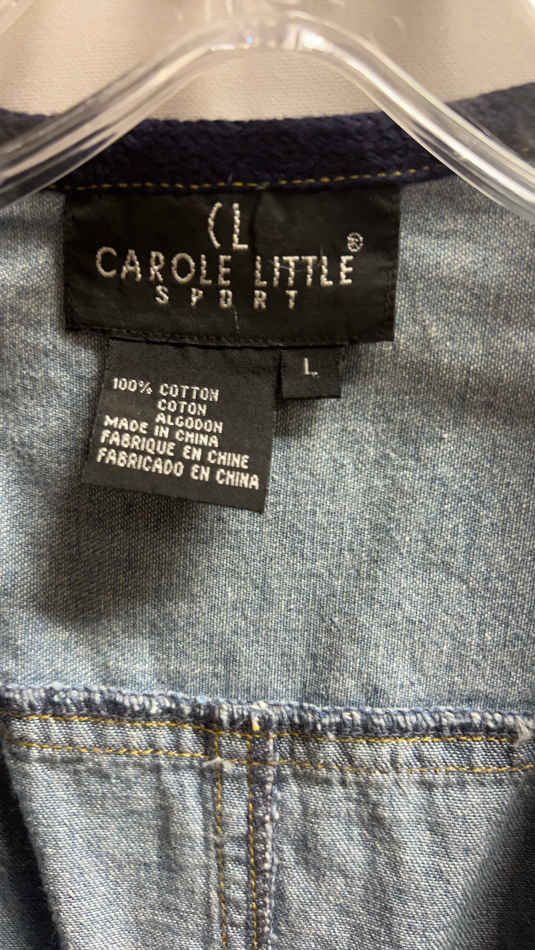 CL
CAROLE LITTLE®
SPORT
L
100% COTTON
COTON
ALGODON
MADE IN CHINA
FABRIQUE EN CHINE
FABRICADO EN CHINA